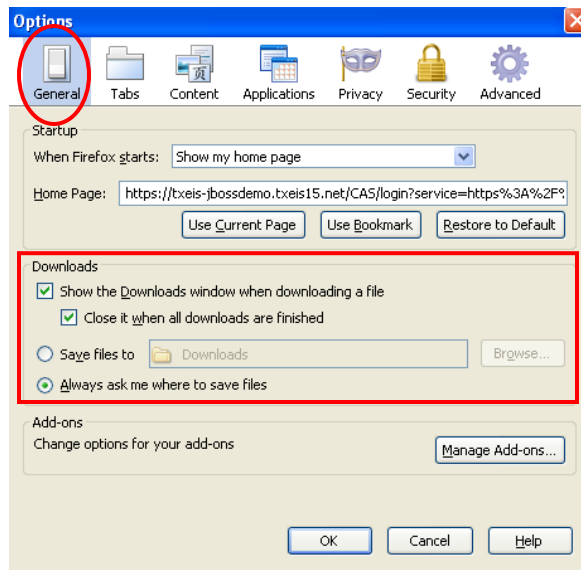 Options
General Tabs Content Applications Privacy Security Advanced
Startup
When Firefox starts: Show my home page
Home Page: https://txeis-jbossdemo.txeis15.net/CAS/login?service=https%3A%2F%
Use Current Page Use Bookmark Restore to Default
Downloads
Show the Downloads window when downloading a file
Close it when all downloads are finished
Save files to Downloads Browse...
Always ask me where to save files
Add-ons
Change options for your add-ons
Manage Add-ons...
OK Cancel Help